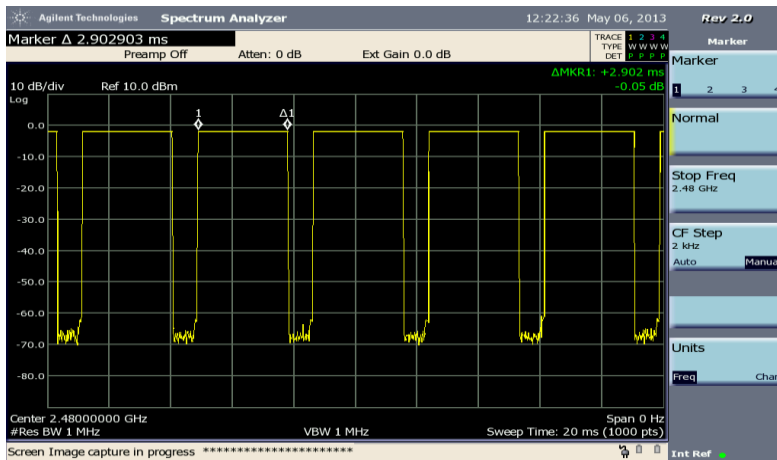 Agilent Technologies Spectrum Analyzer 12:22:36 May 06, 2013 Rev 2.0
Marker Δ 2.902903 ms
TRACE 1 2 3 4
TYPE W W W W
DET P P P P
Preamp Off Atten: 0 dB Ext Gain 0.0 dB
Marker
Marker
1 2 3 4
ΔMKR1: +2.902 ms
-0.05 dB
10 dB/div Ref 10.0 dBm
Log
1 Δ1
0.0
-10.0
-20.0
-30.0
-40.0
-50.0
-60.0
-70.0
-80.0
Normal
Stop Freq
2.48 GHz
CF Step
2 kHz
Auto Manua
Units
Freq Char
Center 2.48000000 GHz Span 0 Hz
#Res BW 1 MHz VBW 1 MHz Sweep Time: 20 ms (1000 pts)
Screen Image capture in progress **********************
Int Ref